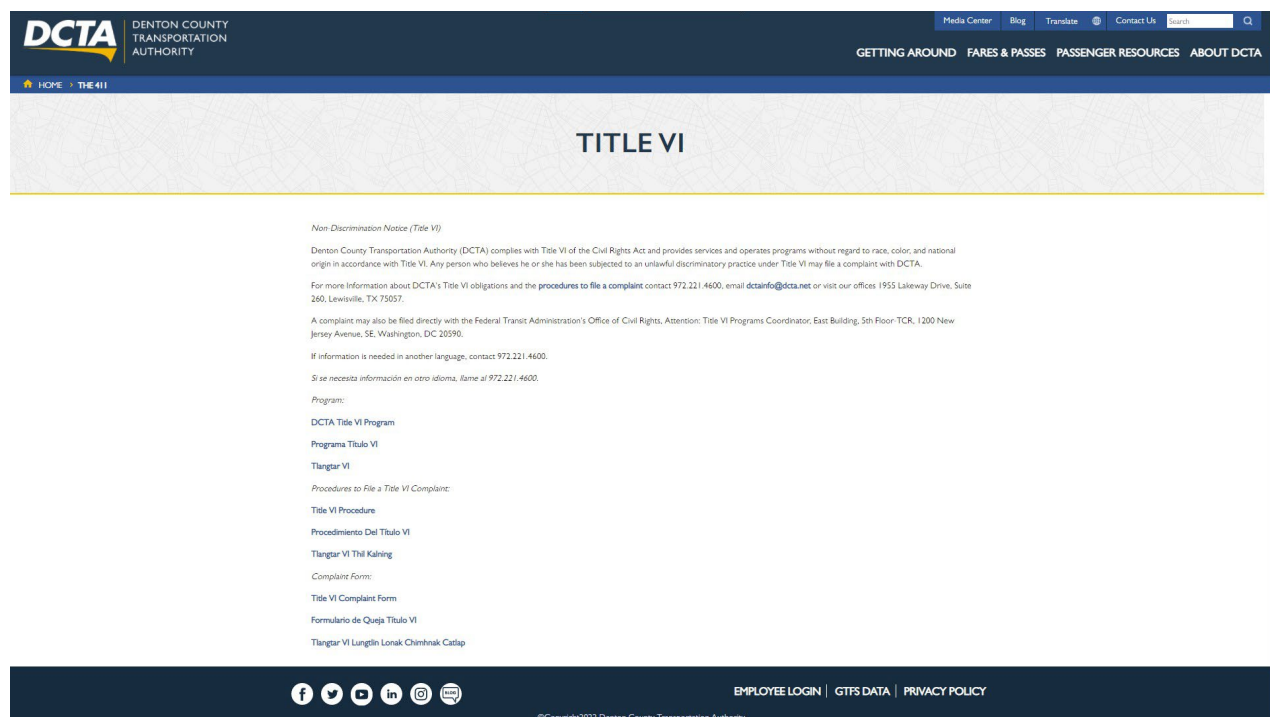 DCTA
DENTON COUNTY
TRANSPORTATION
AUTHORITY
Media Center Blog Translate Contact Us Search
GETTING AROUND FARES & PASSES PASSENGER RESOURCES ABOUT DCTA
HOME > THE 411
TITLE VI
Non-Discrimination Notice (Title VI)
Denton County Transportation Authority (DCTA) complies with Title VI of the Civil Rights Act and provides services and operates programs without regard to race, color, and national
origin in accordance with Title VI. Any person who believes he or she has been subjected to an unlawful discriminatory practice under Title VI may file a complaint with DCTA.
For more Information about DCTA's Title VI obligations and the procedures to file a complaint contact 972.221.4600, email dctainfo@dcta.net or visit our offices 1955 Lakeway Drive, Suite
260, Lewisville, TX 75057.
A complaint may also be filed directly with the Federal Transit Administration's Office of Civil Rights, Attention: Title VI Programs Coordinator, East Building, 5th Floor-TCR, 1200 New
Jersey Avenue, SE, Washington, DC 20590.
If information is needed in another language, contact 972.221.4600.
Si se necesita información en otro idioma, llame al 972.221.4600.
Program:
DCTA Title VI Program
Programa Título VI
Tlangtar VI
Procedures to File a Title VI Complaint:
Title VI Procedure
Procedimiento Del Título VI
Tlangtar VI Thil Kalning
Complaint Form:
Title VI Complaint Form
Formulario de Queja Título VI
Tlangtar VI Lungtlin Lonak Chimhnak Catlap
BLOG
EMPLOYEE LOGIN | GTFS DATA | PRIVACY POLICY
©Copyright2022 Denton County Transportation Authority